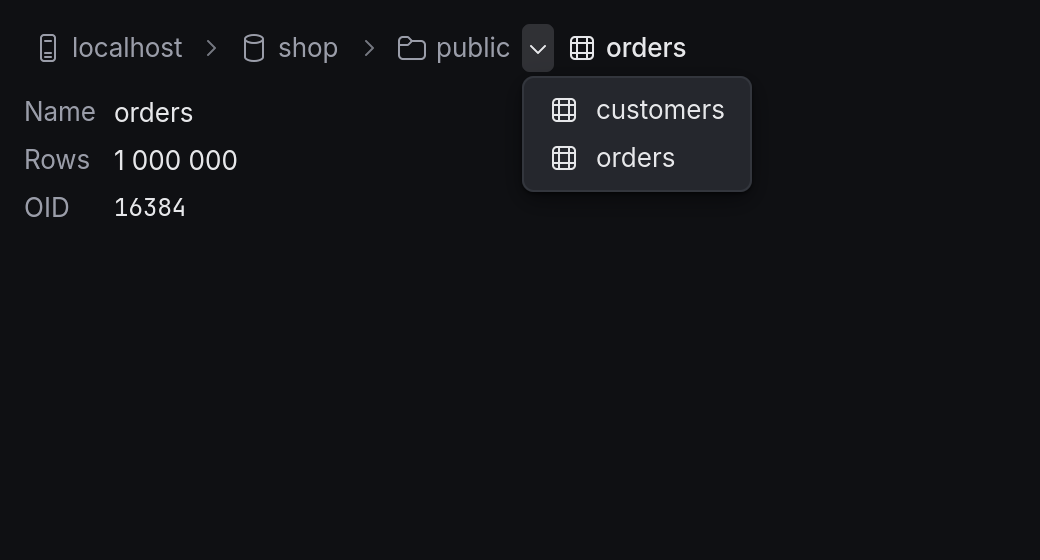 localhost shop public orders
customers
orders
Name orders
Rows 1 000 000
OID 16384